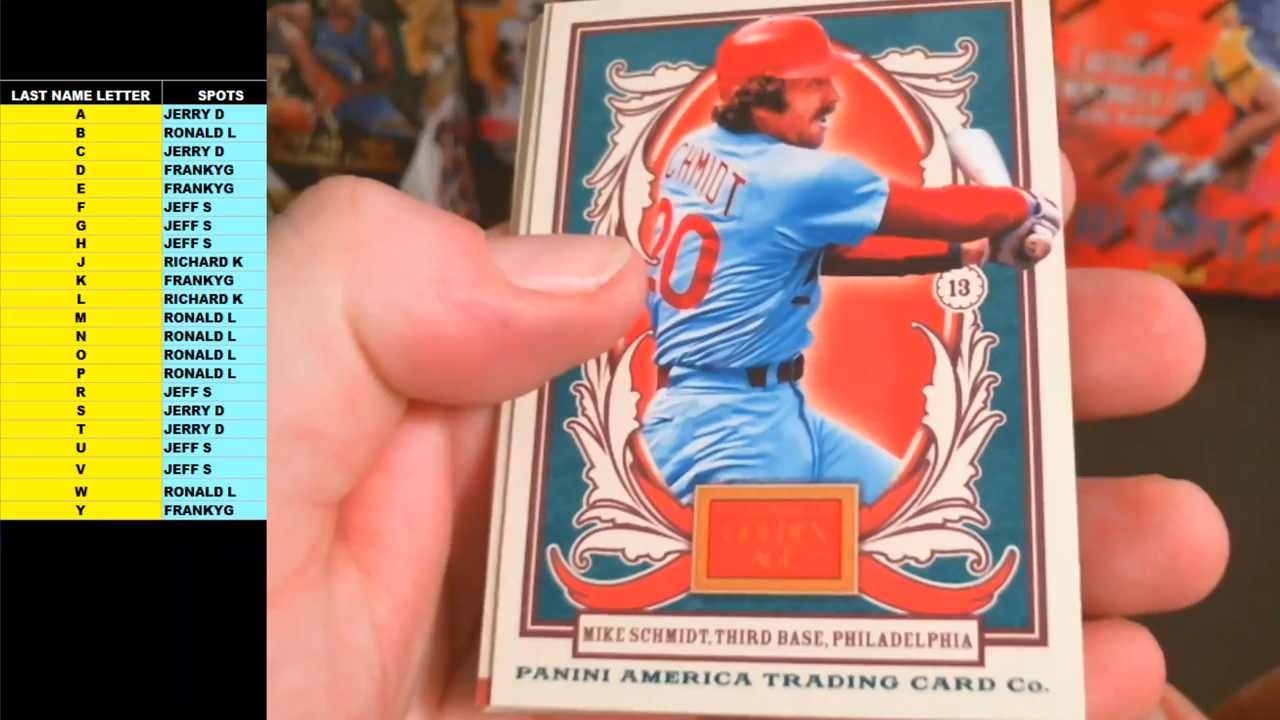 LAST NAME LETTER SPOTS
A JERRY D
B RONALD L
C JERRY D
D FRANKYG
E FRANKYG
F JEFF S
G JEFF S
H JEFF S
J RICHARD K
K FRANKYG
L RICHARD K
M RONALD L
N RONALD L
O RONALD L
P RONALD L
R JEFF S
S JERRY D
T JERRY D
U JEFF S
V JEFF S
W RONALD L
Y FRANKYG
CHMIDT
20
13
GOLDEN
AGE
MIKE SCHMIDT, THIRD BASE, PHILADELPHIA
PANINI AMERICA TRADING CARD Co.